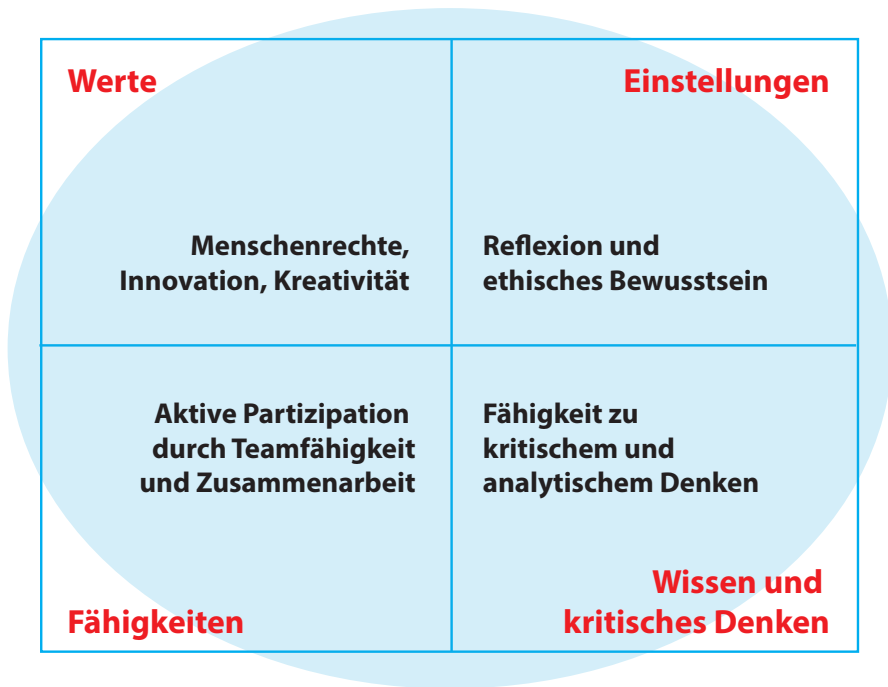 Werte
Einstellungen
Menschenrechte,
Innovation, Kreativität
Reflexion und
ethisches Bewusstsein
Aktive Partizipation
durch Teamfähigkeit
und Zusammenarbeit
Fähigkeit zu
kritischem und
analytischem Denken
Fähigkeiten
Wissen und
kritisches Denken